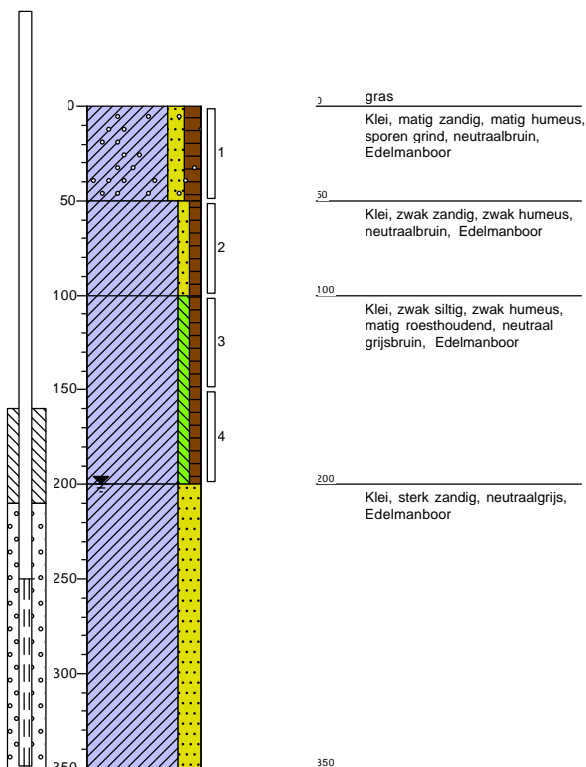 0
50
100
150
200
250
300
350
1
2
3
4
0
gras
Klei, matig zandig, matig humeus,
sporen grind, neutraalbruin,
Edelmanboor
50
Klei, zwak zandig, zwak humeus,
neutraalbruin, Edelmanboor
100
Klei, zwak siltig, zwak humeus,
matig roesthoudend, neutraal
grijsbruin, Edelmanboor
200
Klei, sterk zandig, neutraalgrijs,
Edelmanboor
350